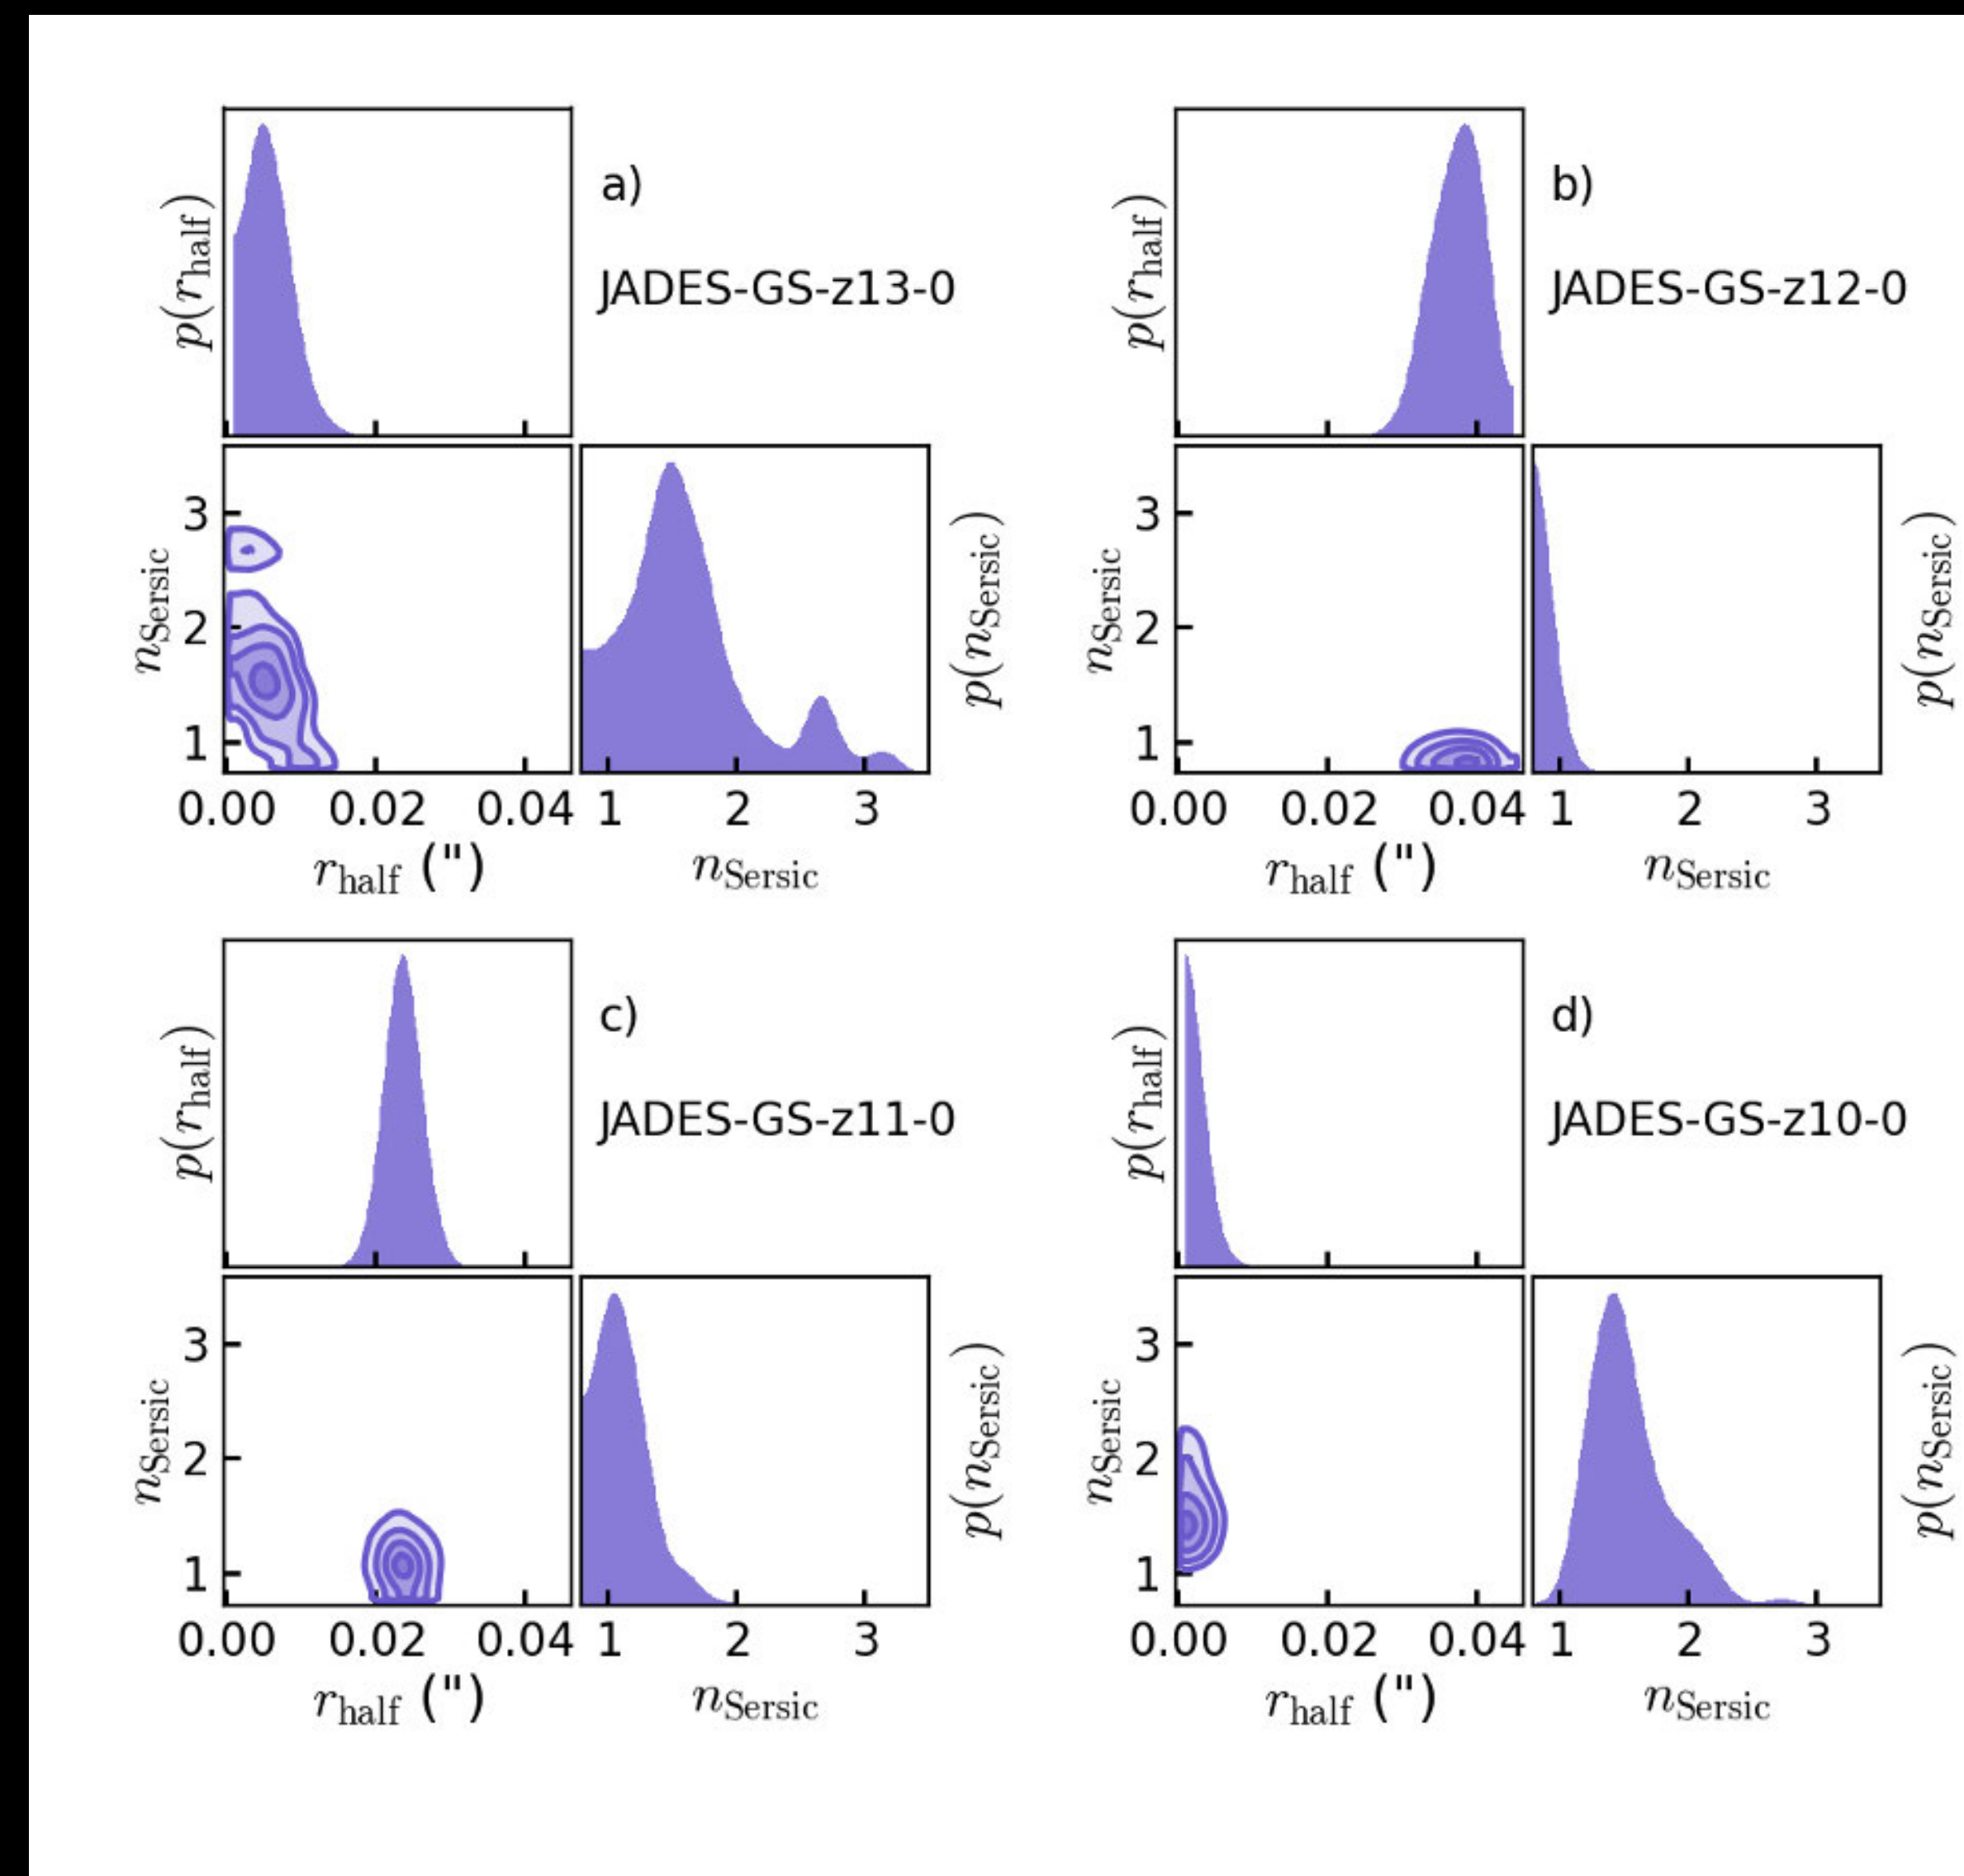 a)
JADES-GS-z13-0
p(r_half)
n_Sersic
3
2
1
0.00 0.02 0.04
r_half (")
1 2 3
n_Sersic
p(n_Sersic)
b)
JADES-GS-z12-0
p(r_half)
n_Sersic
3
2
1
0.00 0.02 0.04
r_half (")
1 2 3
n_Sersic
p(n_Sersic)
c)
JADES-GS-z11-0
p(r_half)
n_Sersic
3
2
1
0.00 0.02 0.04
r_half (")
1 2 3
n_Sersic
p(n_Sersic)
d)
JADES-GS-z10-0
p(r_half)
n_Sersic
3
2
1
0.00 0.02 0.04
r_half (")
1 2 3
n_Sersic
p(n_Sersic)